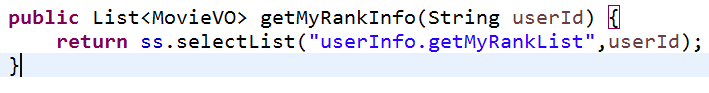 public List<MovieVO> getMyRankInfo(String userId) {
    return ss.selectList("userInfo.getMyRankList",userId);
}